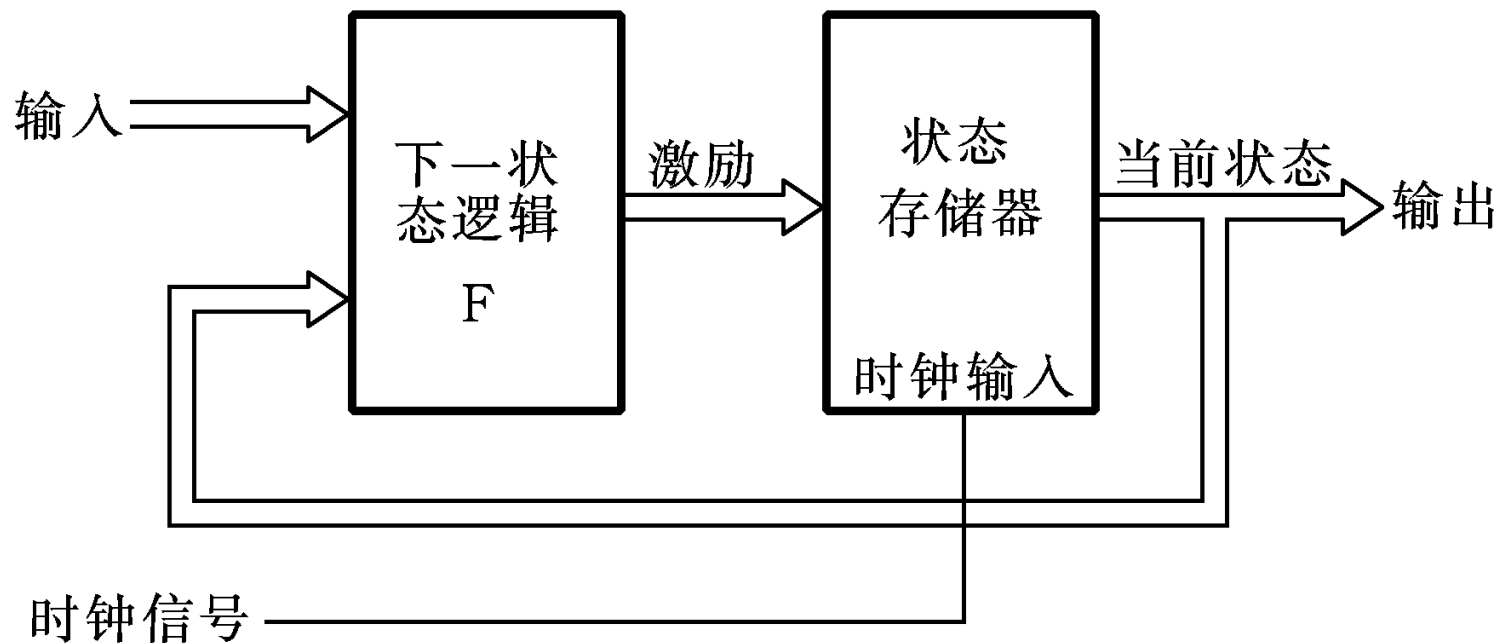 输入
下一状
态逻辑
F
激励
状态
存储器
时钟输入
当前状态
输出
时钟信号